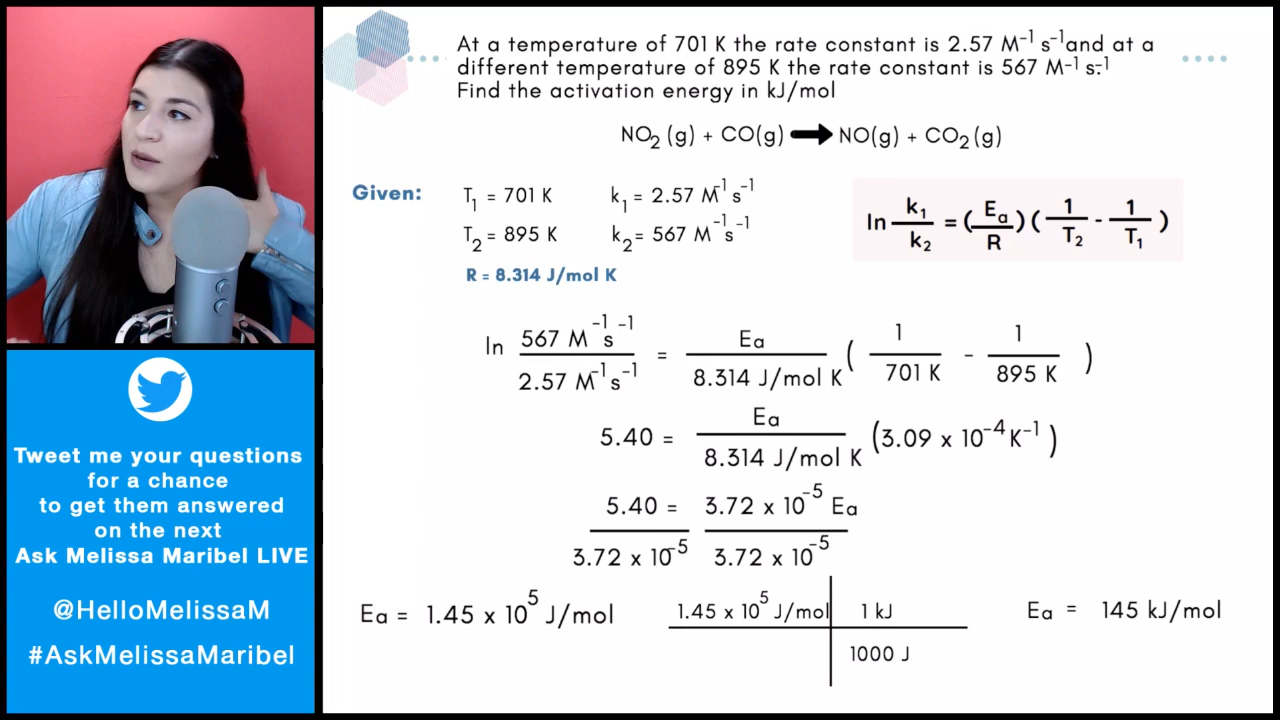 At a temperature of 701 K the rate constant is 2.57 M⁻¹ s⁻¹and at a
different temperature of 895 K the rate constant is 567 M⁻¹ s⁻¹.
Find the activation energy in kJ/mol
NO₂ (g) + CO(g) → NO(g) + CO₂ (g)
Given:
T₁ = 701 K k₁ = 2.57 M⁻¹ s⁻¹
T₂ = 895 K k₂ = 567 M⁻¹ s⁻¹
R = 8.314 J/mol K
ln k₁/k₂ = (Eₐ/R) (1/T₂ - 1/T₁)
ln 567 M⁻¹ s⁻¹ / 2.57 M⁻¹ s⁻¹ = Ea / 8.314 J/mol K ( 1 / 701 K - 1 / 895 K )
5.40 = Ea / 8.314 J/mol K (3.09 x 10⁻⁴ K⁻¹ )
5.40 = 3.72 x 10⁻⁵ Ea
3.72 x 10⁻⁵ 3.72 x 10⁻⁵
Ea = 1.45 x 10⁵ J/mol 1.45 x 10⁵ J/mol 1 kJ Ea = 145 kJ/mol
1000 J
Tweet me your questions
for a chance
to get them answered
on the next
Ask Melissa Maribel LIVE
@HelloMelissaM
#AskMelissaMaribel